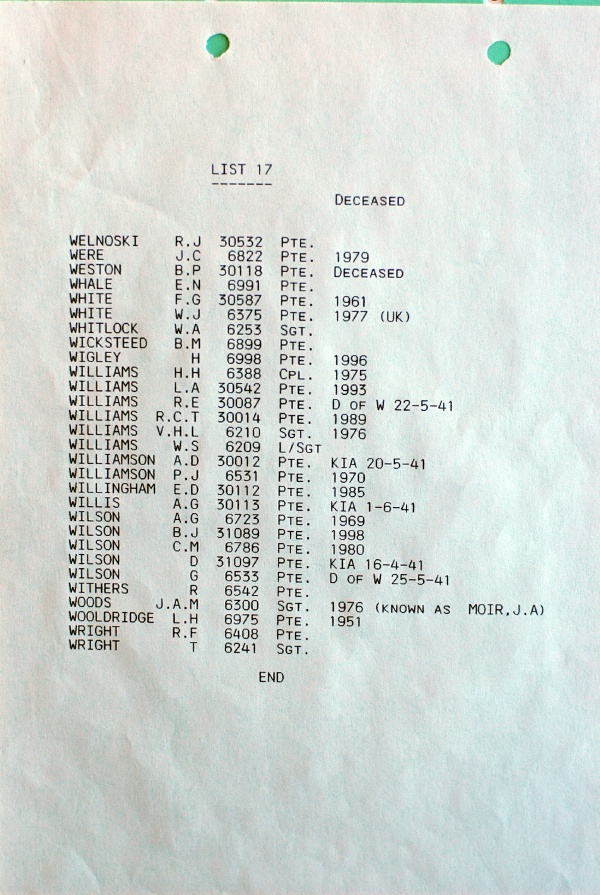 LIST 17
-------
DECEASED
WELNOSKI R.J 30532 PTE.
WERE J.C 6822 PTE. 1979
WESTON B.P 30118 PTE. DECEASED
WHALE E.N 6991 PTE.
WHITE F.G 30587 PTE. 1961
WHITE W.J 6375 PTE. 1977 (UK)
WHITLOCK W.A 6253 SGT.
WICKSTEED B.M 6899 PTE.
WIGLEY H 6998 PTE. 1996
WILLIAMS H.H 6388 CPL. 1975
WILLIAMS L.A 30542 PTE. 1993
WILLIAMS R.E 30087 PTE. D OF W 22-5-41
WILLIAMS R.C.T 30014 PTE. 1989
WILLIAMS V.H.L 6210 SGT. 1976
WILLIAMS W.S 6209 L/SGT
WILLIAMSON A.D 30012 PTE. KIA 20-5-41
WILLIAMSON P.J 6531 PTE. 1970
WILLINGHAM E.D 30112 PTE. 1985
WILLIS A.G 30113 PTE. KIA 1-6-41
WILSON A.G 6723 PTE. 1969
WILSON B.J 31089 PTE. 1998
WILSON C.M 6786 PTE. 1980
WILSON D 31097 PTE. KIA 16-4-41
WILSON G 6533 PTE. D OF W 25-5-41
WITHERS R 6542 PTE.
WOODS J.A.M 6300 SGT. 1976 (KNOWN AS MOIR,J.A)
WOOLDRIDGE L.H 6975 PTE. 1951
WRIGHT R.F 6408 PTE.
WRIGHT T 6241 SGT.
END